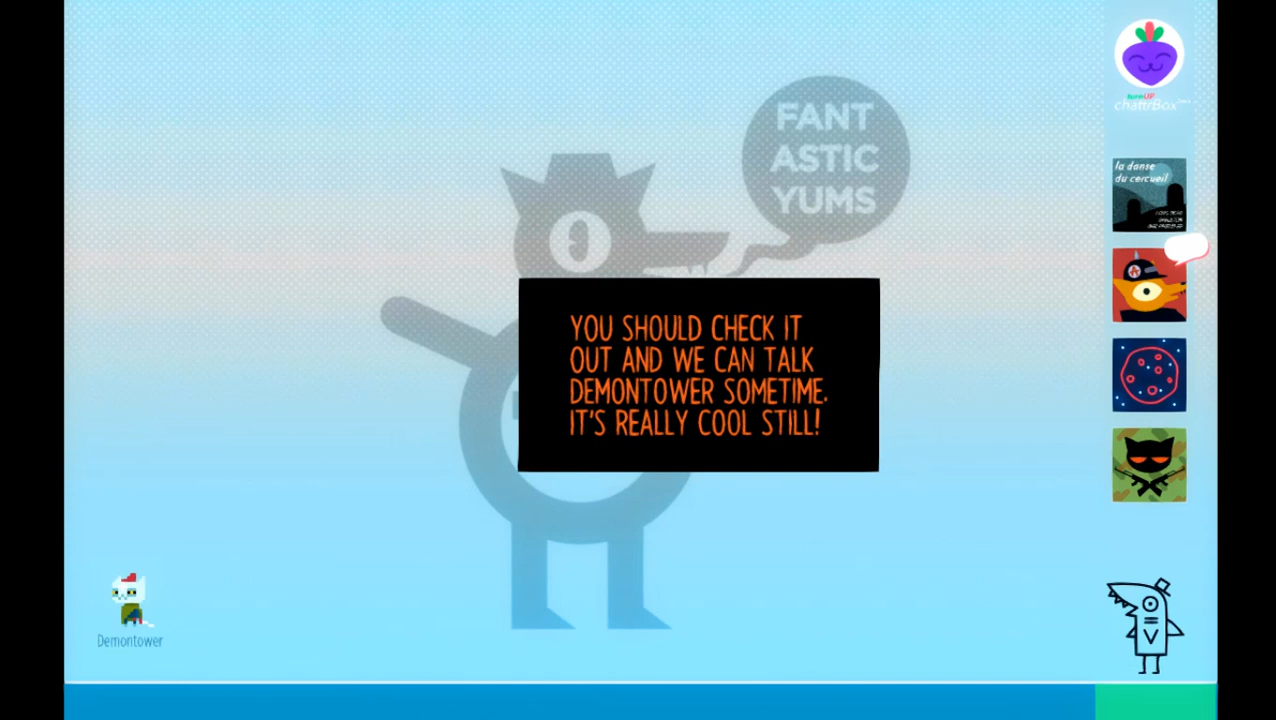 FANT
ASTIC
YUMS
chattrBox
la danse
du cercueil
YOU SHOULD CHECK IT
OUT AND WE CAN TALK
DEMONTOWER SOMETIME.
IT'S REALLY COOL STILL!
Demontower